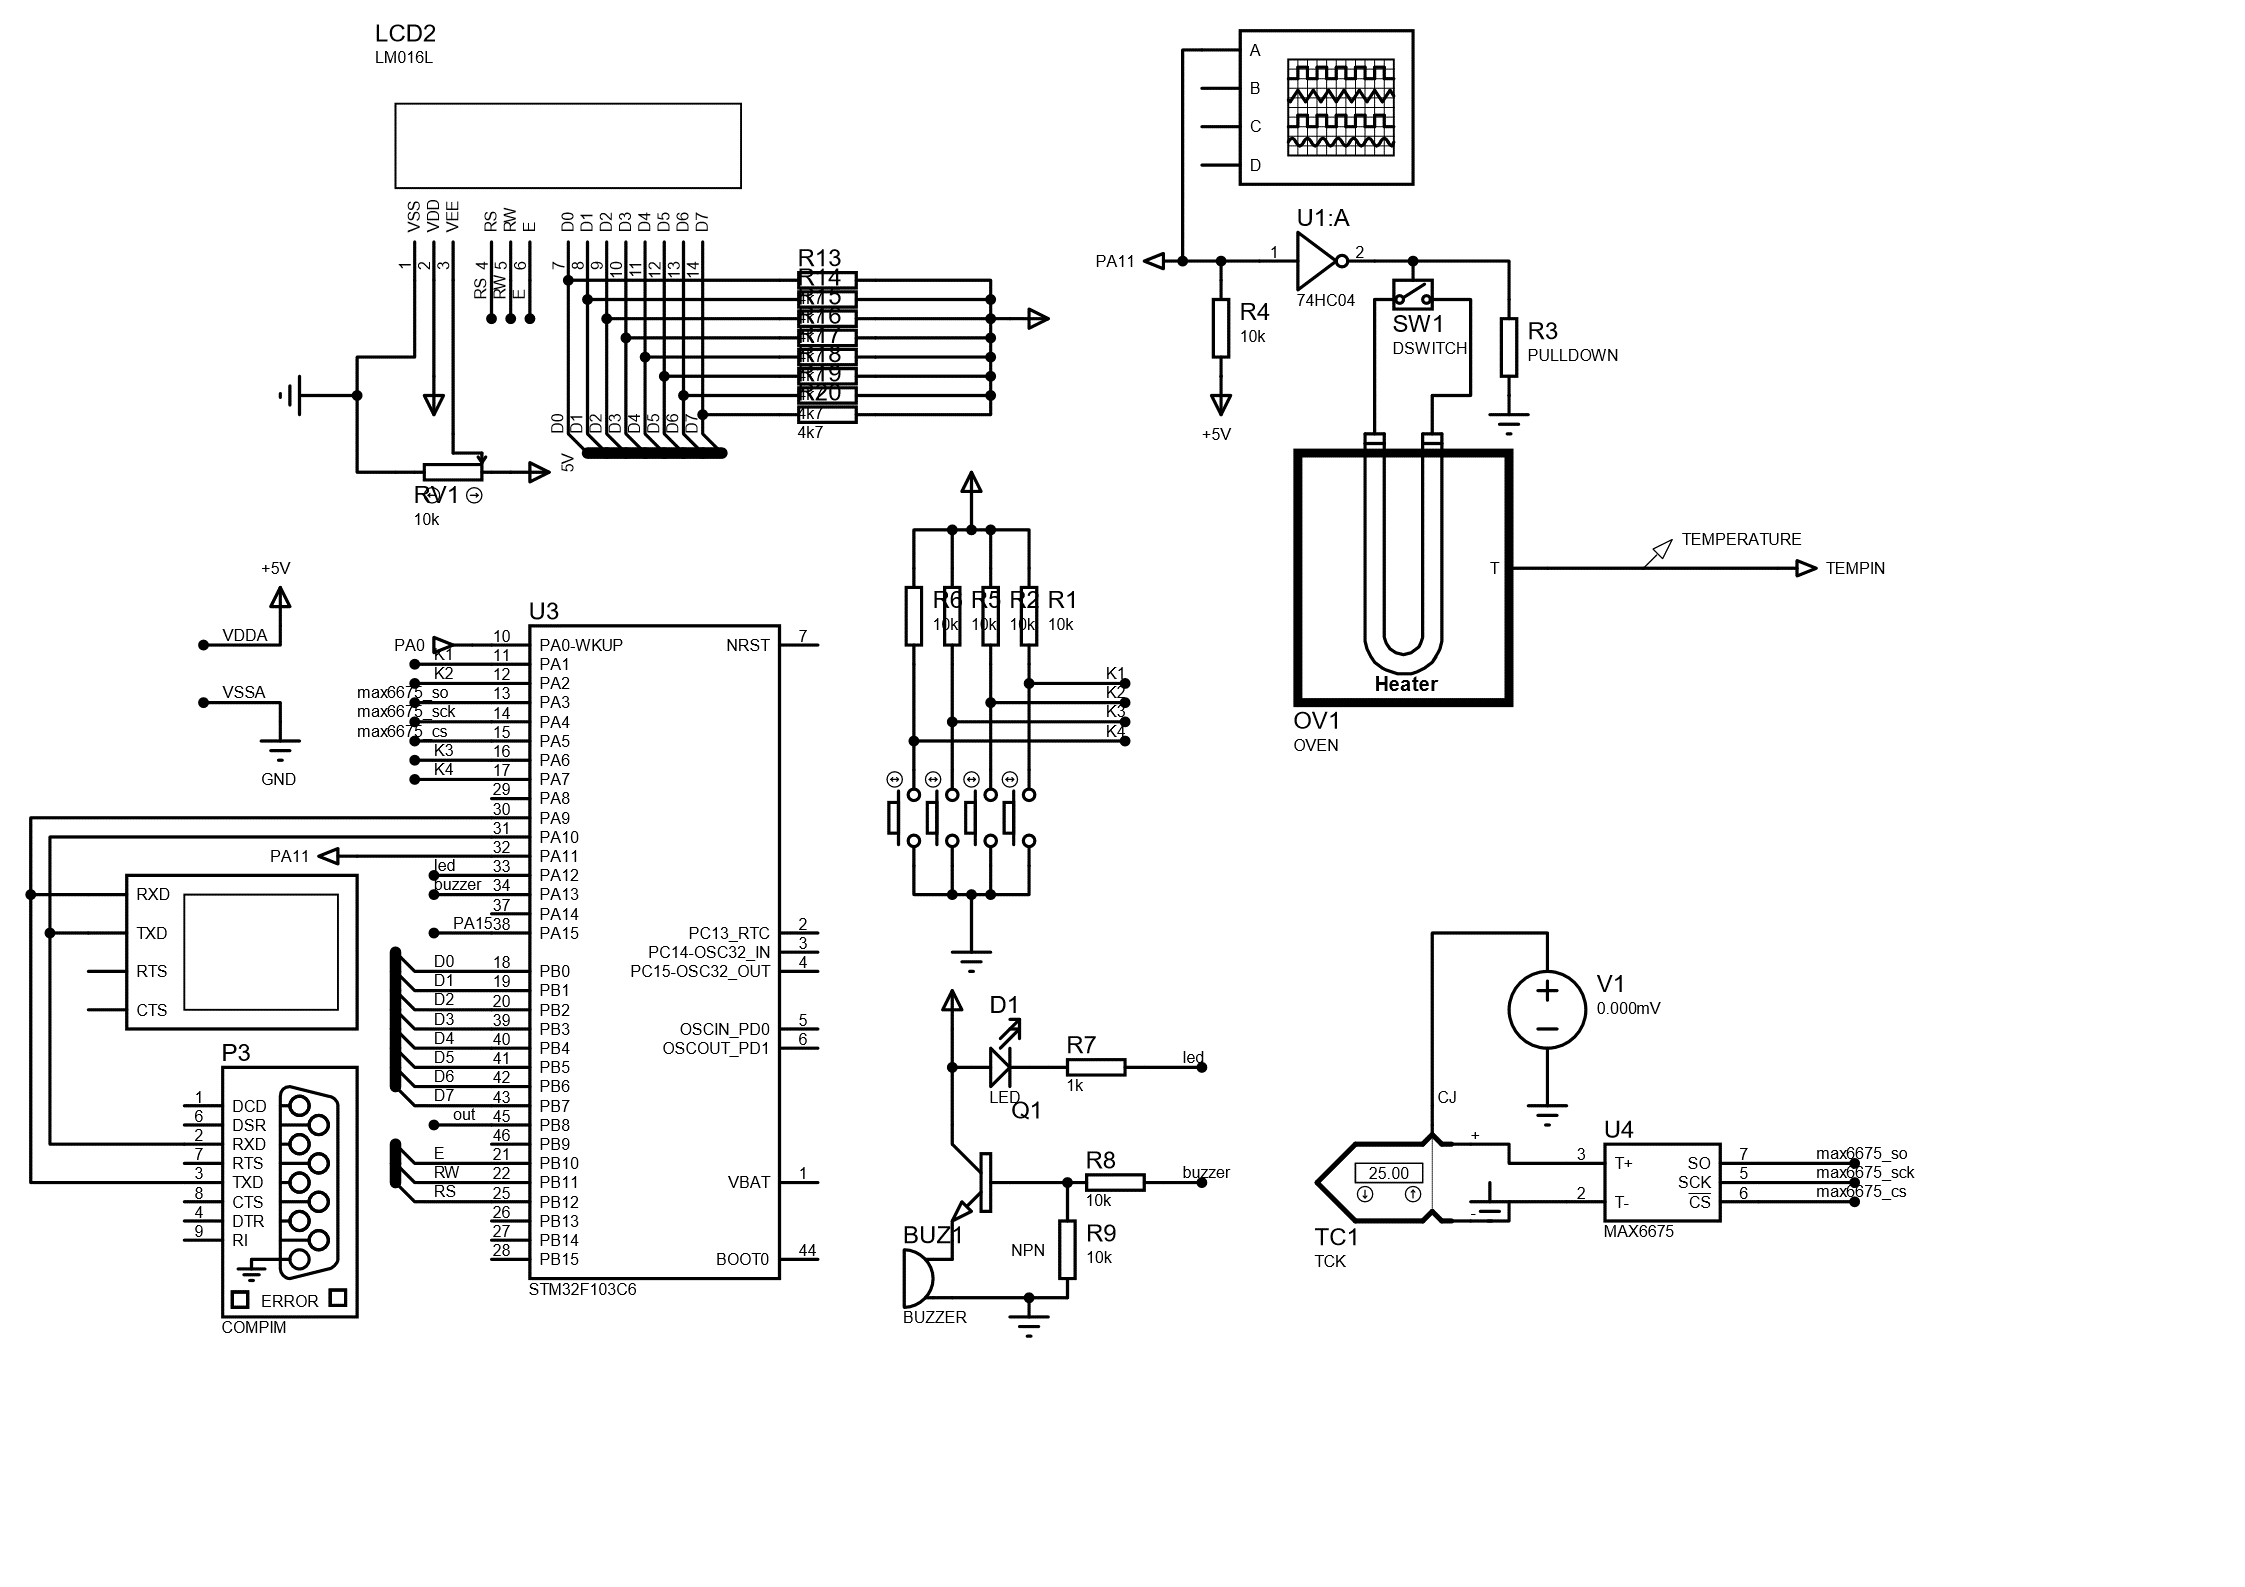 LCD2
LM016L
VSS
VDD
VEE
RS
RW
E
D0
D1
D2
D3
D4
D5
D6
D7
1
2
3
4
5
6
7
8
9
10
11
12
13
14
RS
RW
E
D0
D1
D2
D3
D4
D5
D6
D7
5V
R13
R14
R15
R16
R17
R18
R19
R20
4k7
4k7
RV1
10k
A
B
C
D
U1:A
PA11
1
2
74HC04
R4
10k
+5V
SW1
DSWITCH
R3
PULLDOWN
T
TEMPERATURE
TEMPIN
Heater
OV1
OVEN
+5V
VDDA
VSSA
GND
R6
10k
R5
10k
R2
10k
R1
10k
K1
K2
K3
K4
U3
PA0 10 PA0-WKUP
K1 11 PA1
K2 12 PA2
max6675_so 13 PA3
max6675_sck 14 PA4
max6675_cs 15 PA5
K3 16 PA6
K4 17 PA7
29 PA8
30 PA9
31 PA10
PA11 32 PA11
led 33 PA12
buzzer 34 PA13
37 PA14
PA15 38 PA15
D0 18 PB0
D1 19 PB1
D2 20 PB2
D3 39 PB3
D4 40 PB4
D5 41 PB5
D6 42 PB6
D7 43 PB7
out 45 PB8
46 PB9
E 21 PB10
RW 22 PB11
RS 25 PB12
26 PB13
27 PB14
28 PB15
NRST 7
PC13_RTC 2
PC14-OSC32_IN 3
PC15-OSC32_OUT 4
OSCIN_PD0 5
OSCOUT_PD1 6
VBAT 1
BOOT0 44
STM32F103C6
RXD
TXD
RTS
CTS
P3
1 DCD
6 DSR
2 RXD
7 RTS
3 TXD
8 CTS
4 DTR
9 RI
ERROR
COMPIM
D1
LED
R7
1k
led
Q1
NPN
R8
10k
buzzer
R9
10k
BUZ1
BUZZER
V1
0.000mV
CJ
+
-
25.00
TC1
TCK
U4
3 T+
2 T-
SO 7 max6675_so
SCK 5 max6675_sck
CS 6 max6675_cs
MAX6675